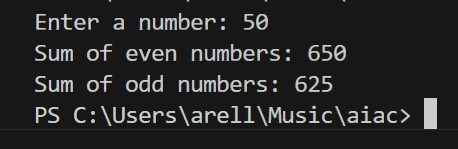 Enter a number: 50
Sum of even numbers: 650
Sum of odd numbers: 625
PS C:\Users\arell\Music\aiac>